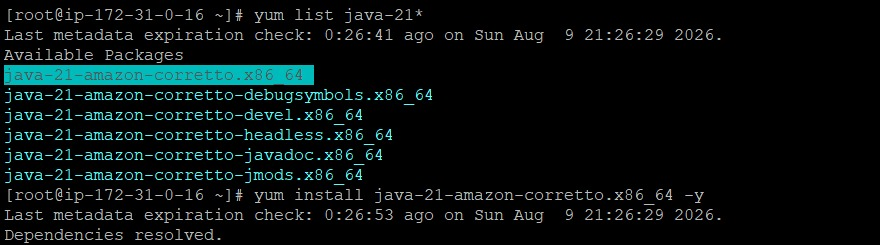 [root@ip-172-31-0-16 ~]# yum list java-21*
Last metadata expiration check: 0:26:41 ago on Sun Aug  9 21:26:29 2026.
Available Packages
java-21-amazon-corretto.x86_64
java-21-amazon-corretto-debugsymbols.x86_64
java-21-amazon-corretto-devel.x86_64
java-21-amazon-corretto-headless.x86_64
java-21-amazon-corretto-javadoc.x86_64
java-21-amazon-corretto-jmods.x86_64
[root@ip-172-31-0-16 ~]# yum install java-21-amazon-corretto.x86_64 -y
Last metadata expiration check: 0:26:53 ago on Sun Aug  9 21:26:29 2026.
Dependencies resolved.